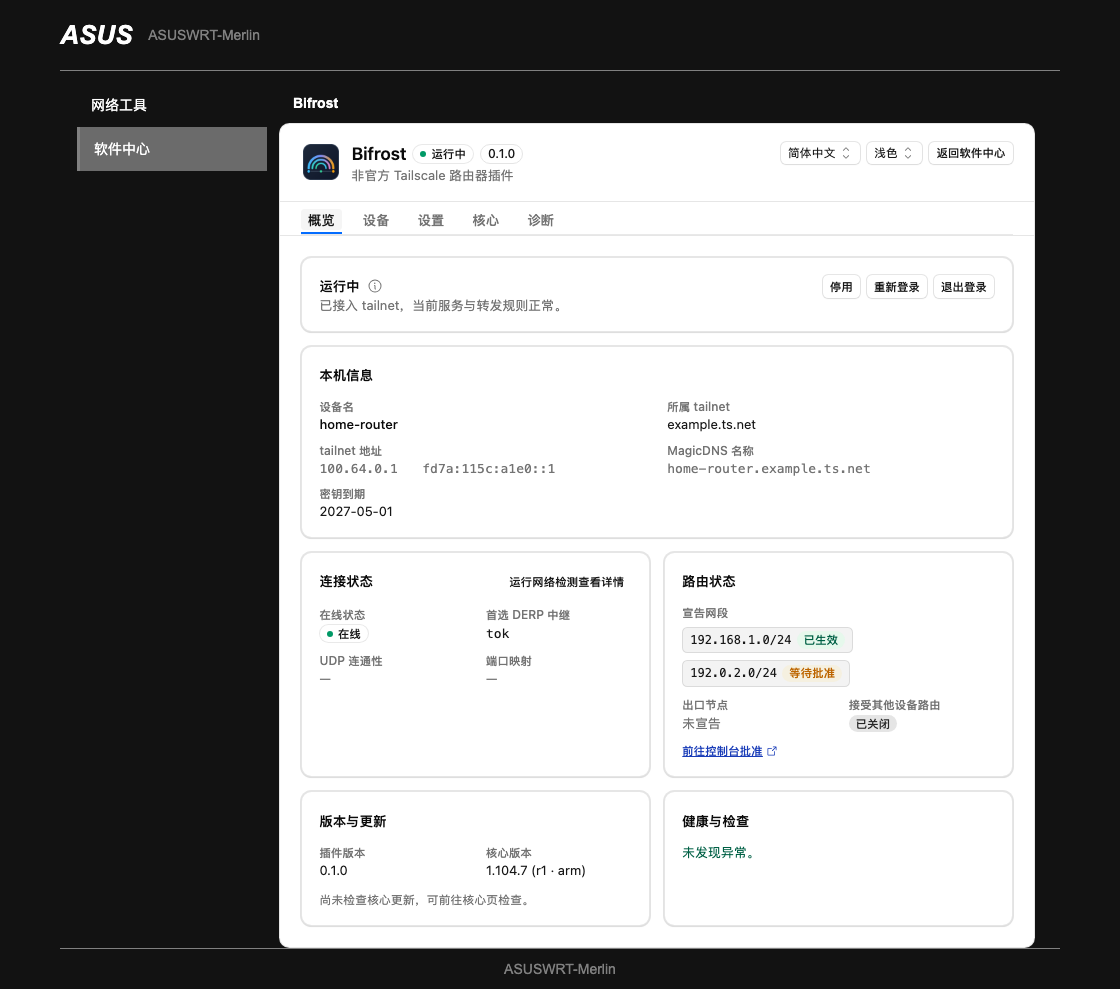 ASUS ASUSWRT-Merlin
网络工具
软件中心
Bifrost
Bifrost 运行中 0.1.0
非官方 Tailscale 路由器插件
简体中文 浅色 返回软件中心
概览 设备 设置 核心 诊断
运行中
已接入 tailnet，当前服务与转发规则正常。
停用 重新登录 退出登录
本机信息
设备名
home-router
所属 tailnet
example.ts.net
tailnet 地址
100.64.0.1 fd7a:115c:a1e0::1
MagicDNS 名称
home-router.example.ts.net
密钥到期
2027-05-01
连接状态 运行网络检测查看详情
在线状态
在线
首选 DERP 中继
tok
UDP 连通性
—
端口映射
—
路由状态
宣告网段
192.168.1.0/24 已生效
192.0.2.0/24 等待批准
出口节点
未宣告
接受其他设备路由
已关闭
前往控制台批准
版本与更新
插件版本
0.1.0
核心版本
1.104.7 (r1 · arm)
尚未检查核心更新，可前往核心页检查。
健康与检查
未发现异常。
ASUSWRT-Merlin